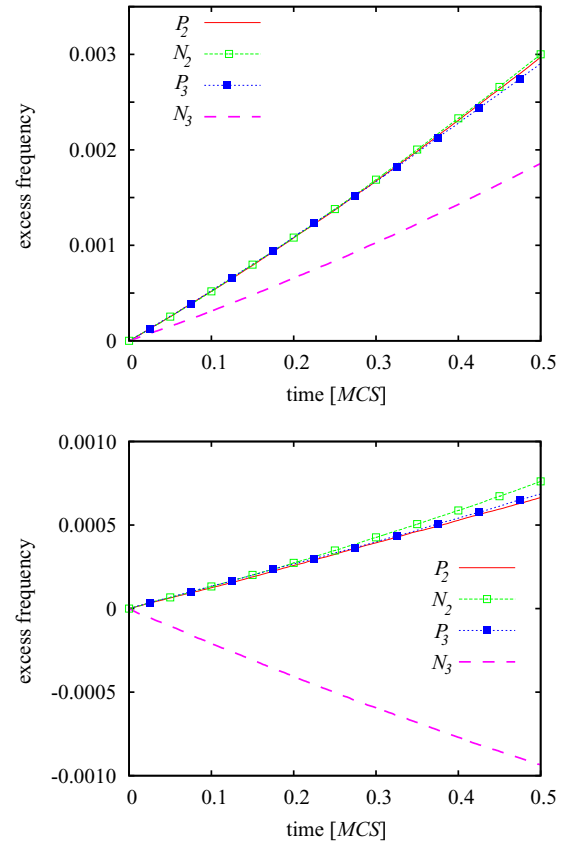 P2
N2
P3
N3
0.003
0.002
0.001
0
excess frequency
0 0.1 0.2 0.3 0.4 0.5
time [MCS]
0.0010
0.0005
0
-0.0005
-0.0010
excess frequency
P2
N2
P3
N3
0 0.1 0.2 0.3 0.4 0.5
time [MCS]